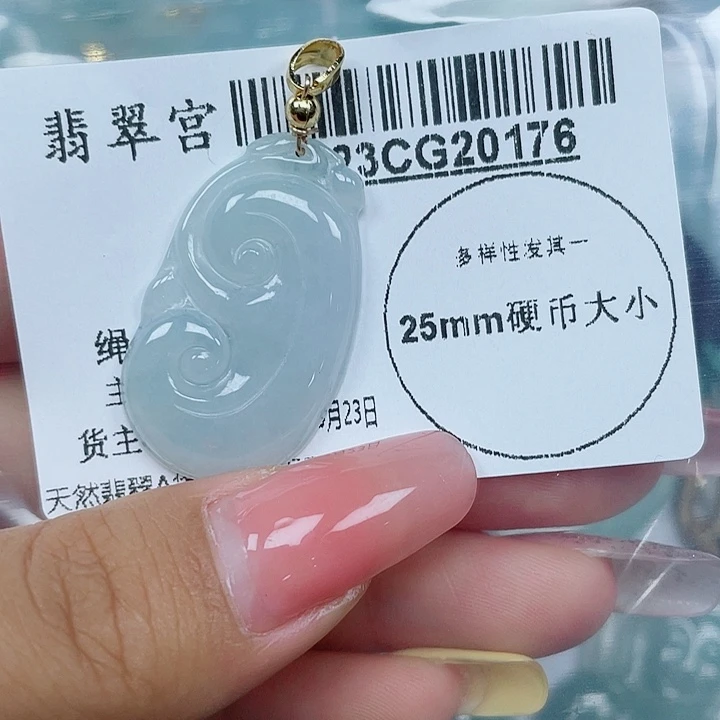 翡翠宫
23CG20176
多样性发其一
25mm硬币大小
绳
主
货主
月23日
天然翡翠A